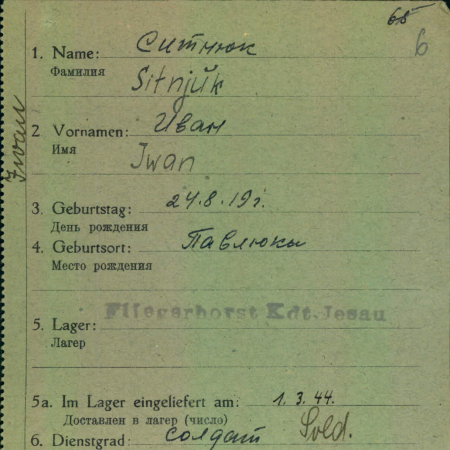 68
6
1. Name: Ситнюк
Фамилия
Sitnjuk
2 Vornamen: Иван
Имя
Iwan
Iwan
3. Geburtstag: 24.8.19г.
День рождения
4. Geburtsort: Павлюки
Место рождения
Fliegerhorst Kdt. Jesau
5. Lager:
Лагер
5a. Im Lager eingeliefert am: 1.3.44.
Доставлен в лагер (число)
6. Dienstgrad: солдат Sold.